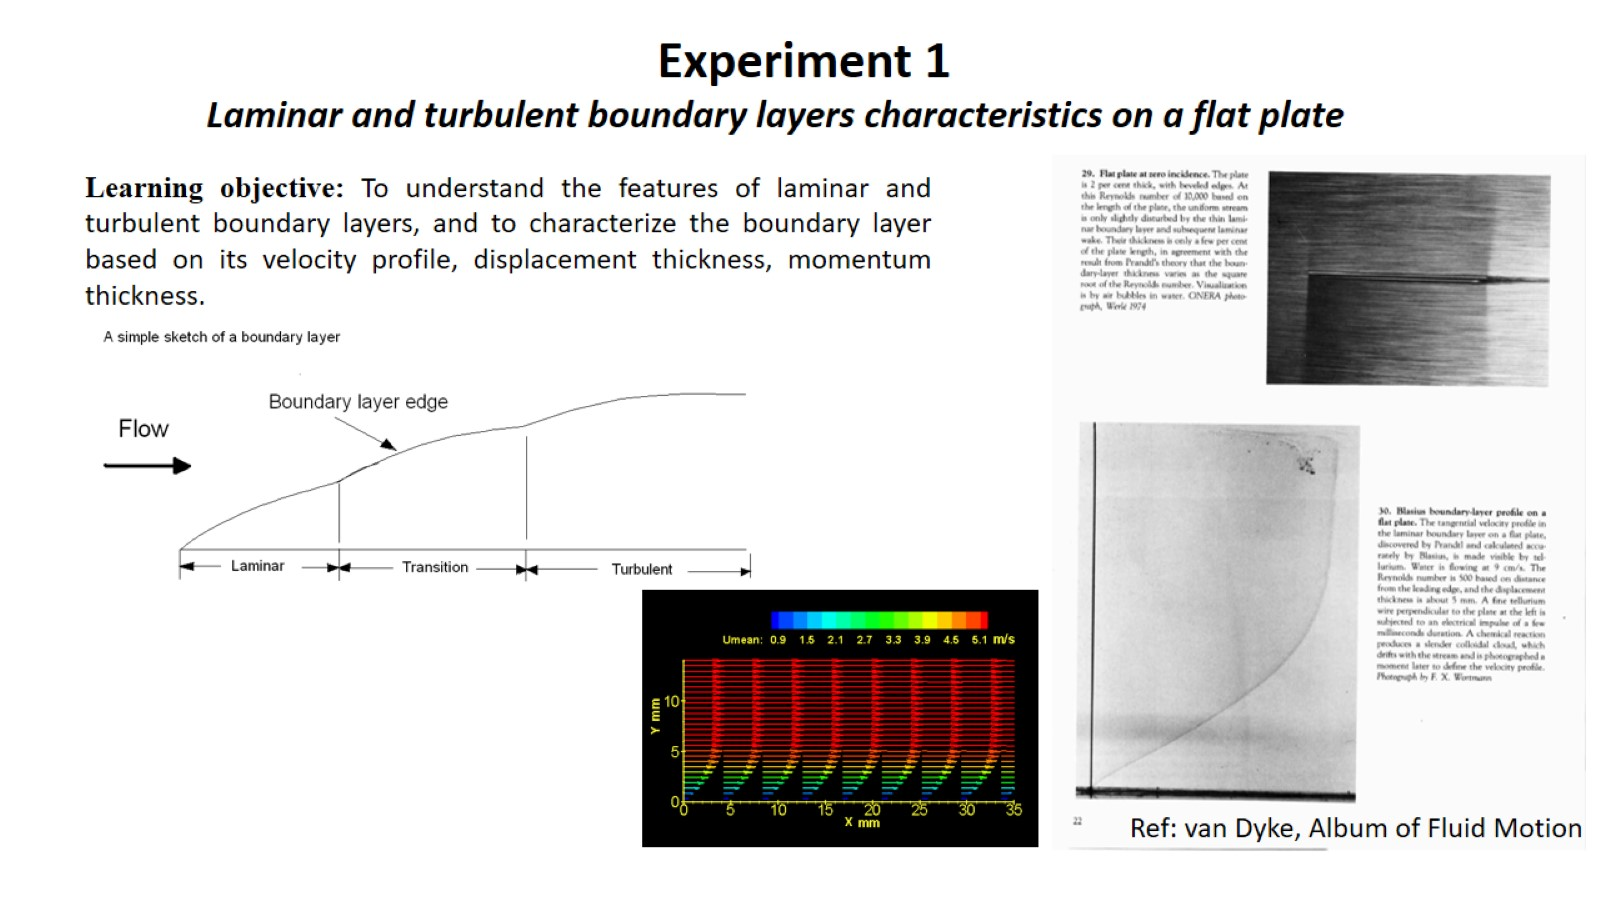 Experiment 1
Laminar and turbulent boundary layers characteristics on a flat plate
Learning objective: To understand the features of laminar and
turbulent boundary layers, and to characterize the boundary layer
based on its velocity profile, displacement thickness, momentum
thickness.
A simple sketch of a boundary layer
Boundary layer edge
Flow
Laminar
Transition
Turbulent
Umean: 0.9 1.5 2.1 2.7 3.3 3.9 4.5 5.1 m/s
Y mm
10
5
0
0 5 10 15 20 25 30 35
X mm
29. Flat plate at zero incidence. The plate
is 2 per cent thick, with beveled edges. At
this Reynolds number of 10,000 based on
the length of the plate, the uniform stream
is only slightly disturbed by the thin lami-
nar boundary layer and subsequent laminar
wake. Their thickness is only a few per cent
of the plate length, in agreement with the
result from Prandtl's theory that the boun-
dary-layer thickness varies as the square
root of the Reynolds number. Visualization
is by air bubbles in water. ONERA photo-
graph, Werlé 1974
30. Blasius boundary-layer profile on a
flat plate. The tangential velocity profile in
the laminar boundary layer on a flat plate,
discovered by Prandtl and calculated accu-
rately by Blasius, is made visible by tel-
lurium. Water is flowing at 9 cm/s. The
Reynolds number is 500 based on distance
from the leading edge, and the displacement
thickness is about 5 mm. A fine tellurium
wire perpendicular to the plate at the left is
subjected to an electrical impulse of a few
milliseconds duration. A chemical reaction
produces a slender colloidal cloud, which
drifts with the stream and is photographed a
moment later to define the velocity profile.
Photograph by F. X. Wortmann
22
Ref: van Dyke, Album of Fluid Motion